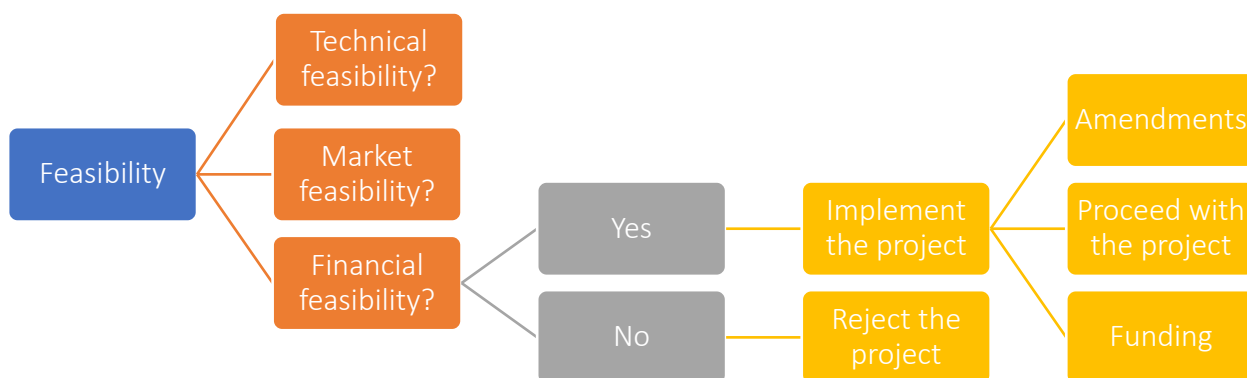 Feasibility
Technical
feasibility?
Market
feasibility?
Financial
feasibility?
Yes
No
Implement
the project
Reject the
project
Amendments
Proceed with
the project
Funding